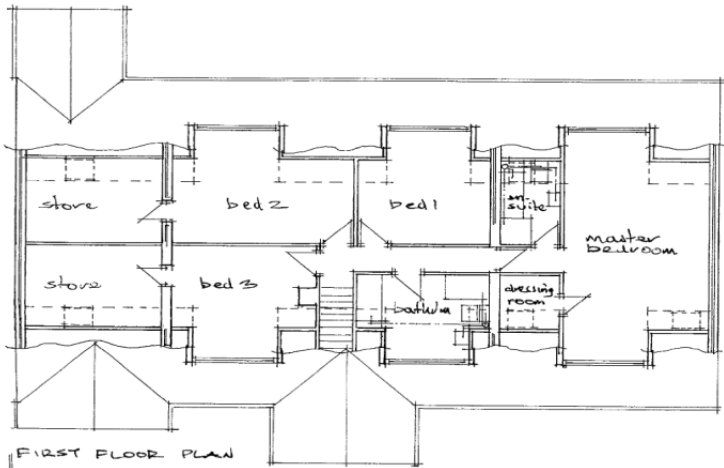 store
bed 2
bed 1
en-
suite
master
bedroom
store
bed 3
bathrm
dressing
room
FIRST FLOOR PLAN